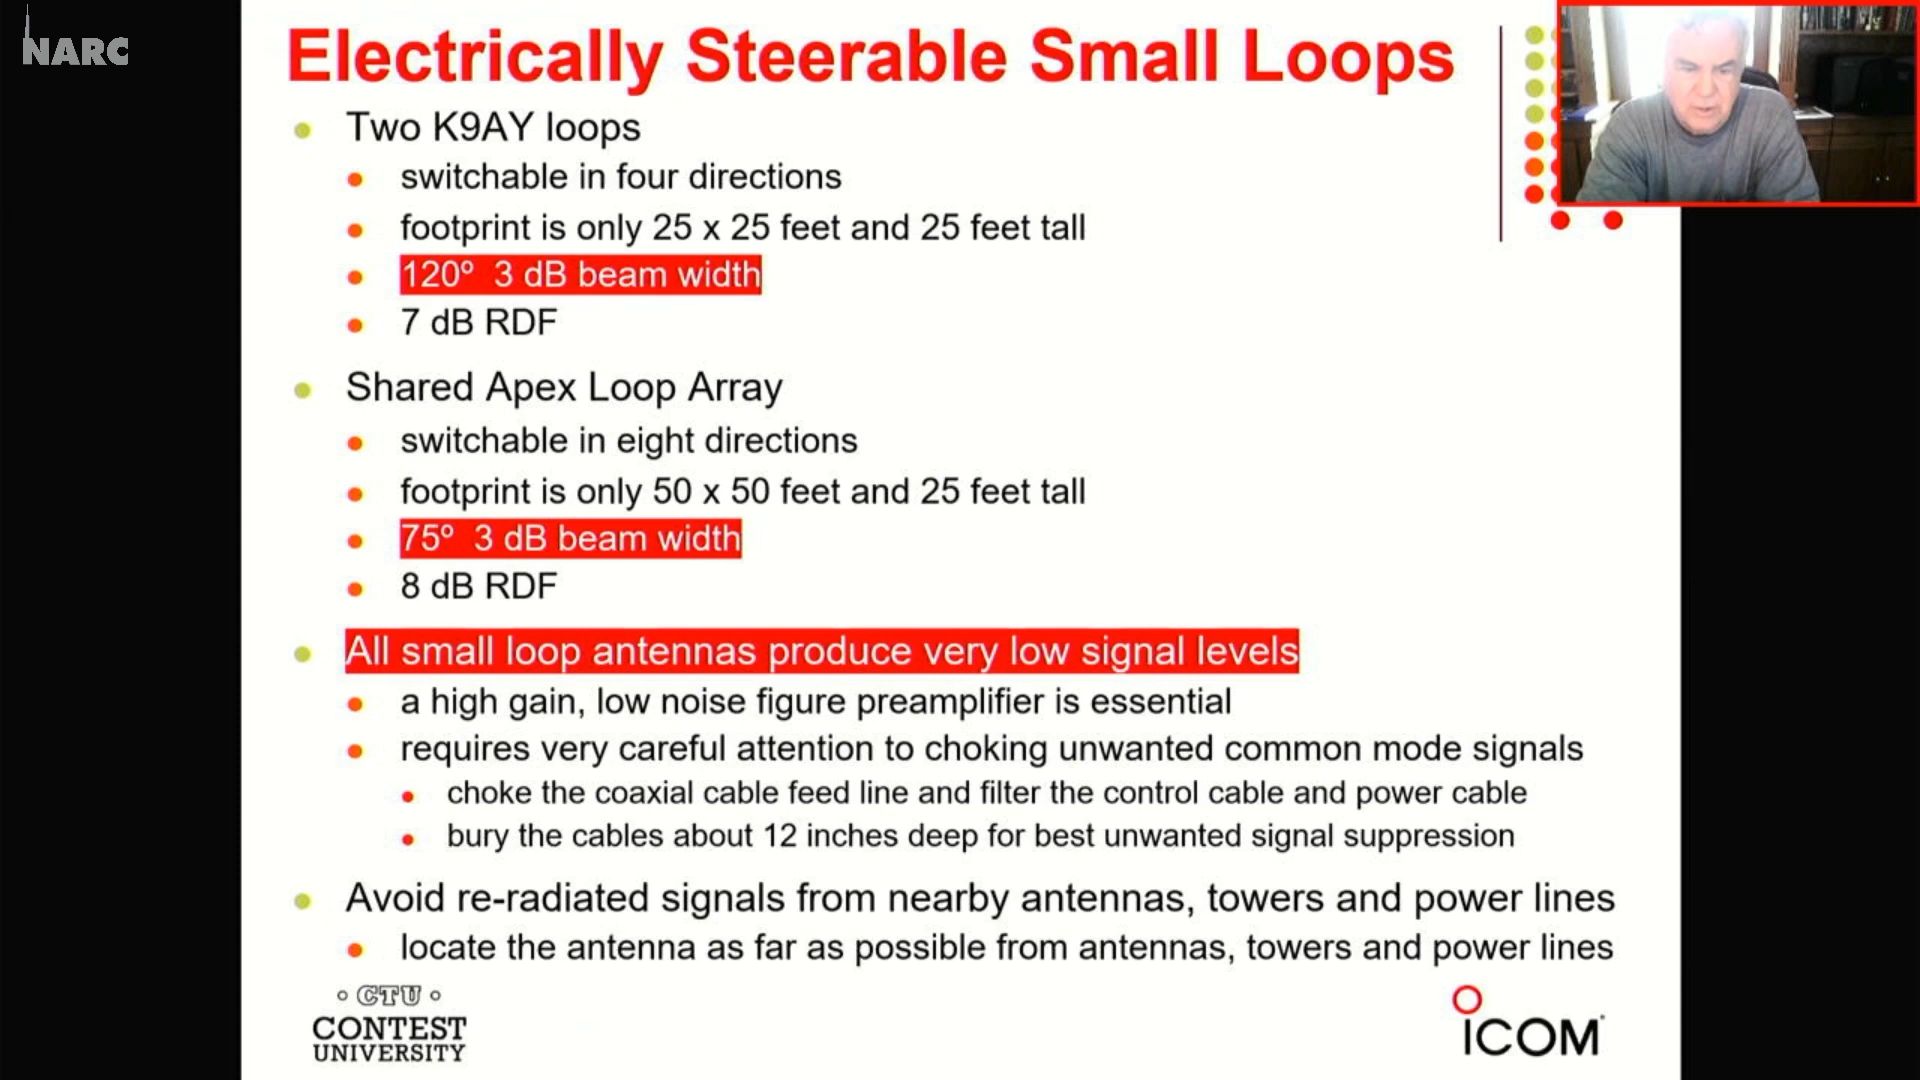 NARC
Electrically Steerable Small Loops
Two K9AY loops
switchable in four directions
footprint is only 25 x 25 feet and 25 feet tall
120º 3 dB beam width
7 dB RDF
Shared Apex Loop Array
switchable in eight directions
footprint is only 50 x 50 feet and 25 feet tall
75º 3 dB beam width
8 dB RDF
All small loop antennas produce very low signal levels
a high gain, low noise figure preamplifier is essential
requires very careful attention to choking unwanted common mode signals
choke the coaxial cable feed line and filter the control cable and power cable
bury the cables about 12 inches deep for best unwanted signal suppression
Avoid re-radiated signals from nearby antennas, towers and power lines
locate the antenna as far as possible from antennas, towers and power lines
CTU
CONTEST
UNIVERSITY
ICOM